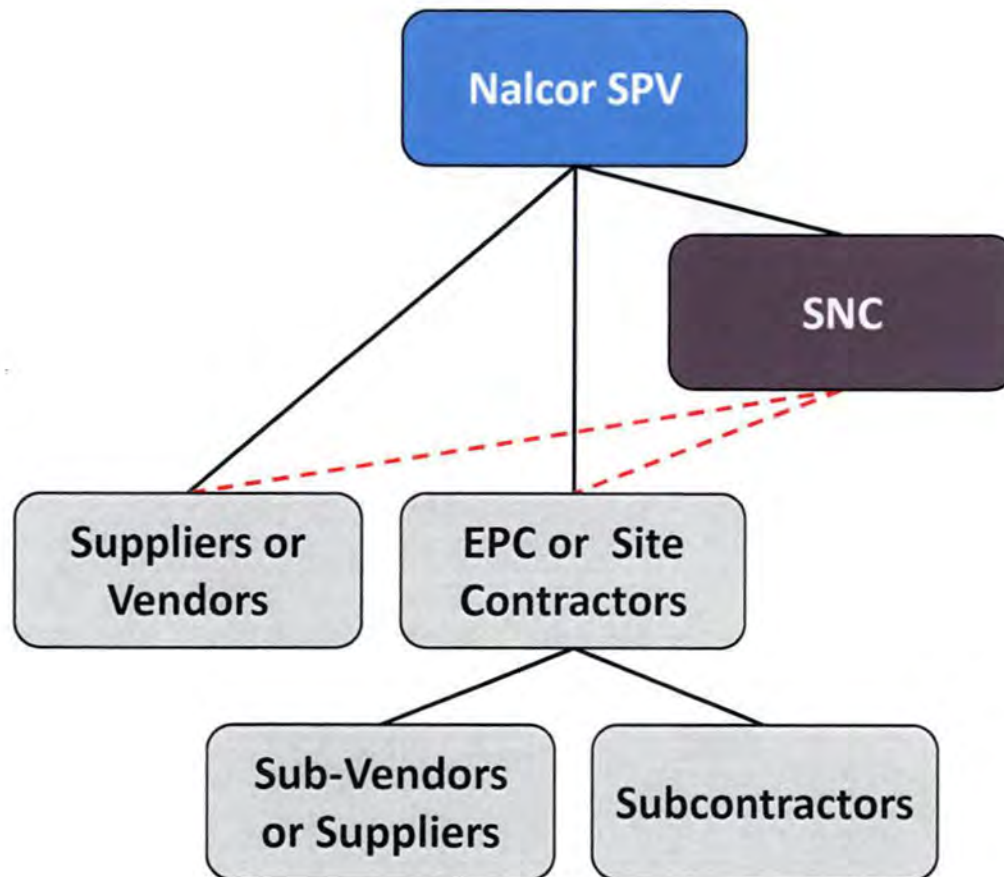 Nalcor SPV
SNC
Suppliers or
Vendors
EPC or Site
Contractors
Sub-Vendors
or Suppliers
Subcontractors